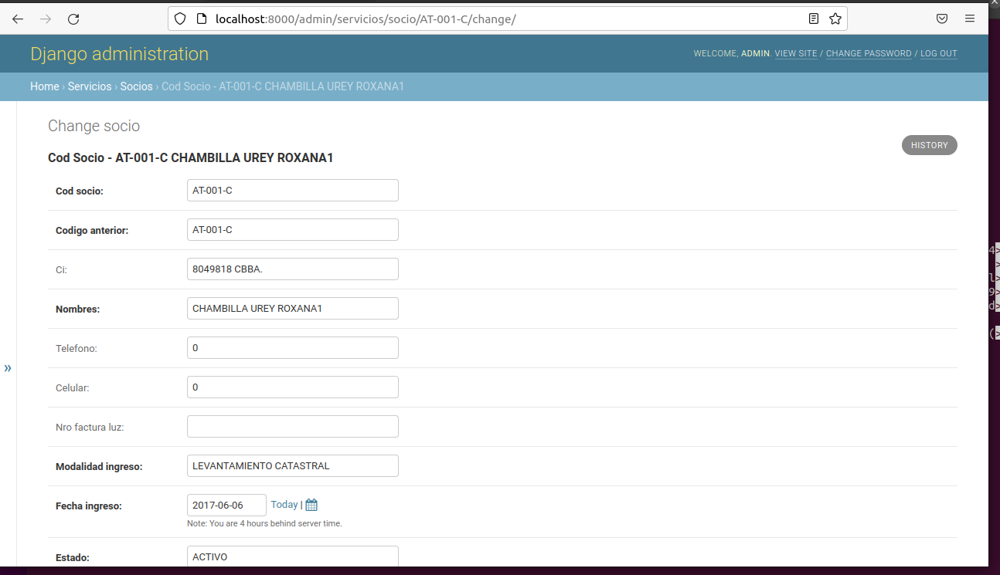 localhost:8000/admin/servicios/socio/AT-001-C/change/
Django administration
WELCOME, ADMIN. VIEW SITE / CHANGE PASSWORD / LOG OUT
Home › Servicios › Socios › Cod Socio - AT-001-C CHAMBILLA UREY ROXANA1
Change socio
HISTORY
Cod Socio - AT-001-C CHAMBILLA UREY ROXANA1
Cod socio: AT-001-C
Codigo anterior: AT-001-C
Ci: 8049818 CBBA.
Nombres: CHAMBILLA UREY ROXANA1
Telefono: 0
Celular: 0
Nro factura luz:
Modalidad ingreso: LEVANTAMIENTO CATASTRAL
Fecha ingreso: 2017-06-06 Today |
Note: You are 4 hours behind server time.
Estado: ACTIVO
»
4>
>
l>
9>
d>
(>